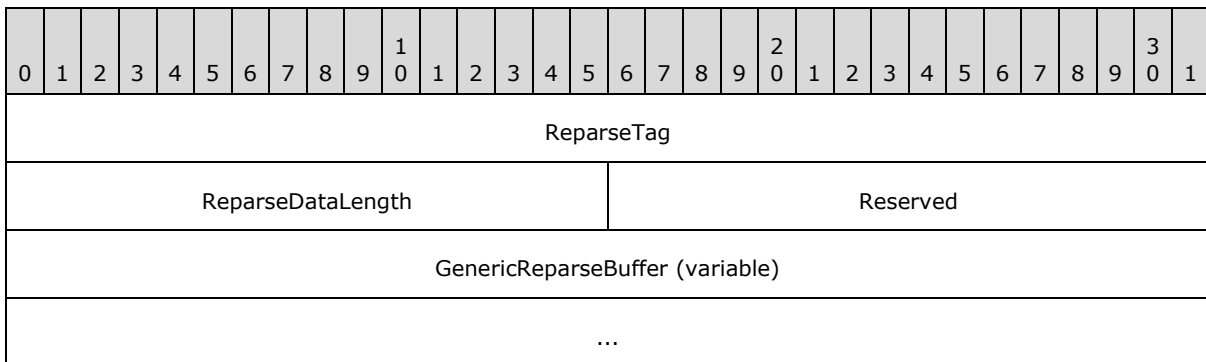 1 2 3
0 1 2 3 4 5 6 7 8 9 0 1 2 3 4 5 6 7 8 9 0 1 2 3 4 5 6 7 8 9 0 1
ReparseTag
ReparseDataLength Reserved
GenericReparseBuffer (variable)
...